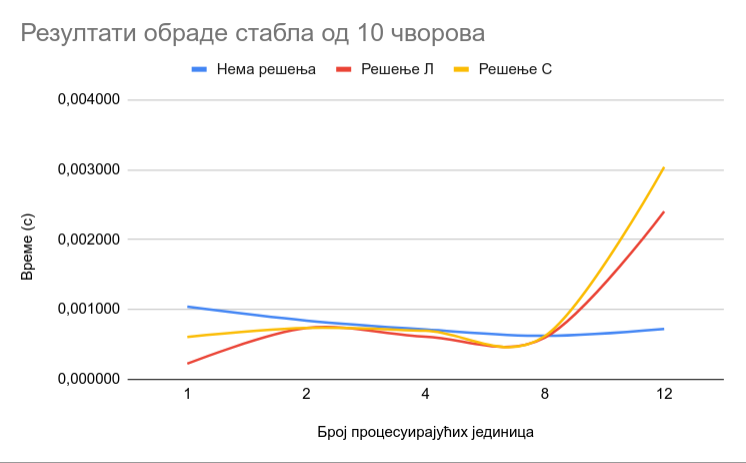 Резултати обраде стабла од 10 чворова
Нема решења Решење Л Решење С
0,004000
0,003000
0,002000
0,001000
0,000000
Време (с)
1 2 4 8 12
Број процесуирајућих јединица